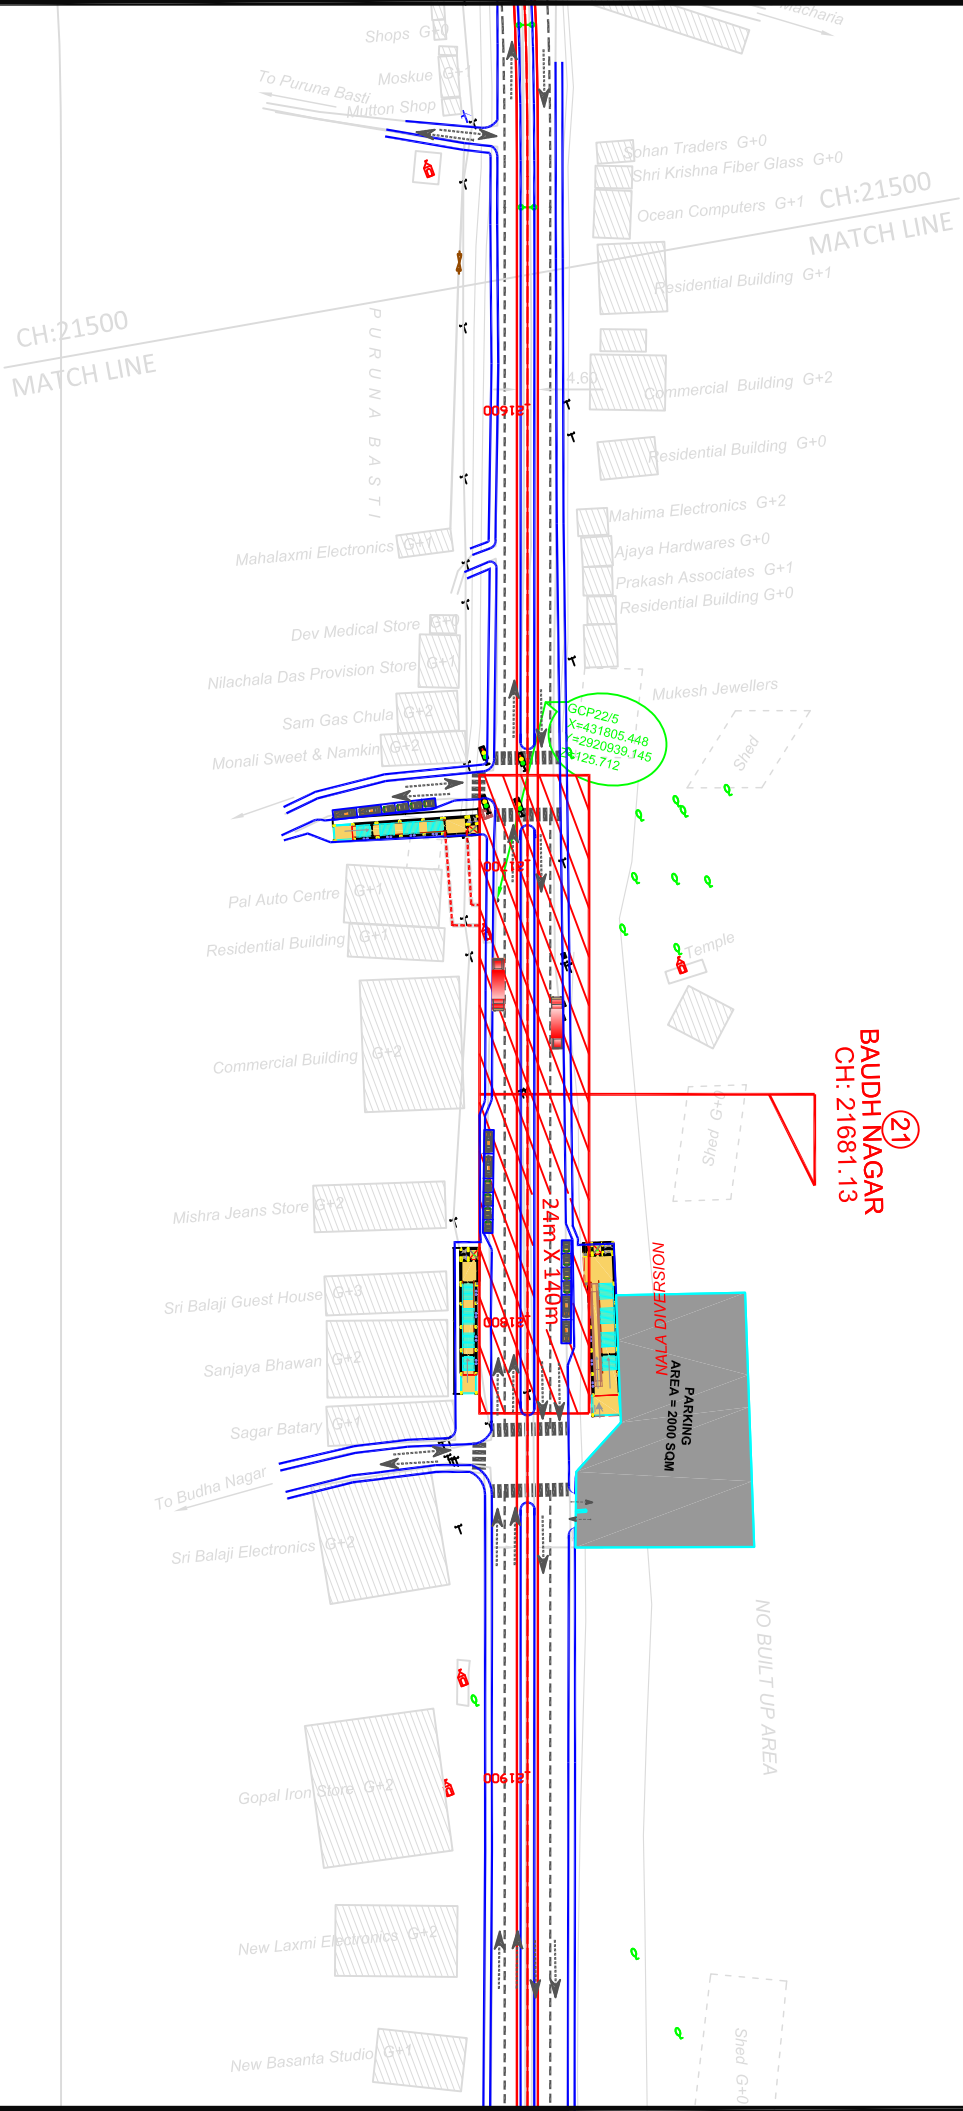 Macharia
Shops G+0
Moskue G+1
To Puruna Basti
Mutton Shop
Sohan Traders G+0
Shri Krishna Fiber Glass G+0
CH:21500
Ocean Computers G+1
MATCH LINE
Residential Building G+1
CH:21500
MATCH LINE
PURUNA BASTI
4.60
Commercial Building G+2
21600
Residential Building G+0
Mahima Electronics G+2
Mahalaxmi Electronics G+1
Ajaya Hardwares G+0
Prakash Associates G+1
Residential Building G+0
Dev Medical Store G+0
Nilachala Das Provision Store G+1
Mukesh Jewellers
Sam Gas Chula G+2
GCP22/5
X=431805.448
Y=2920939.145
Z=125.712
Monali Sweet & Namkin G+2
Shed
21700
Pal Auto Centre G+1
Residential Building G+1
Temple
Commercial Building G+2
21
BAUDH NAGAR
CH: 21681.13
Shed G+0
Mishra Jeans Store G+2
24m X 140m
NALA DIVERSION
Sri Balaji Guest House G+3
21800
Sanjaya Bhawan G+2
PARKING
AREA = 2000 SQM
Sagar Batary G+1
To Budha Nagar
Sri Balaji Electronics G+2
NO BUILT UP AREA
21900
Gopal Iron Store G+2
New Laxmi Electronics G+2
New Basanta Studio G+1
Shed G+0